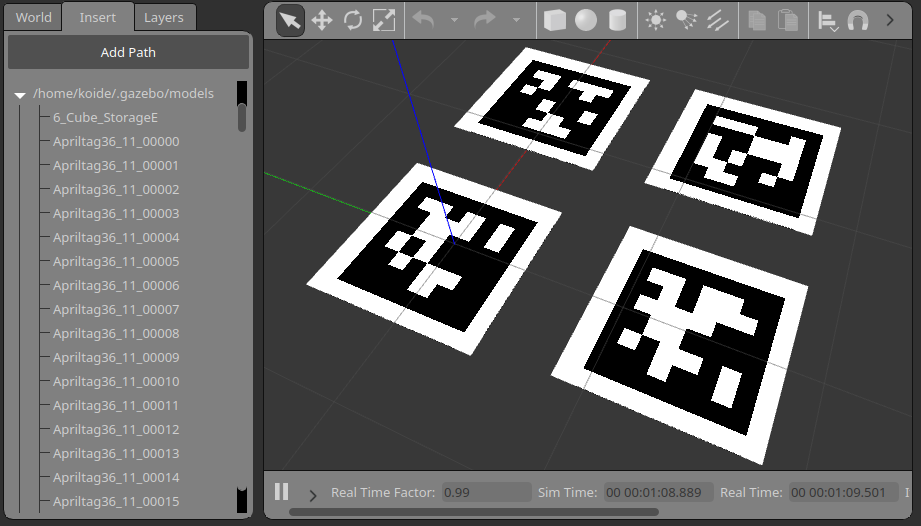 World Insert Layers
Add Path
/home/koide/.gazebo/models
6_Cube_StorageE
Apriltag36_11_00000
Apriltag36_11_00001
Apriltag36_11_00002
Apriltag36_11_00003
Apriltag36_11_00004
Apriltag36_11_00005
Apriltag36_11_00006
Apriltag36_11_00007
Apriltag36_11_00008
Apriltag36_11_00009
Apriltag36_11_00010
Apriltag36_11_00011
Apriltag36_11_00012
Apriltag36_11_00013
Apriltag36_11_00014
Apriltag36_11_00015
Real Time Factor: 0.99 Sim Time: 00 00:01:08.889 Real Time: 00 00:01:09.501